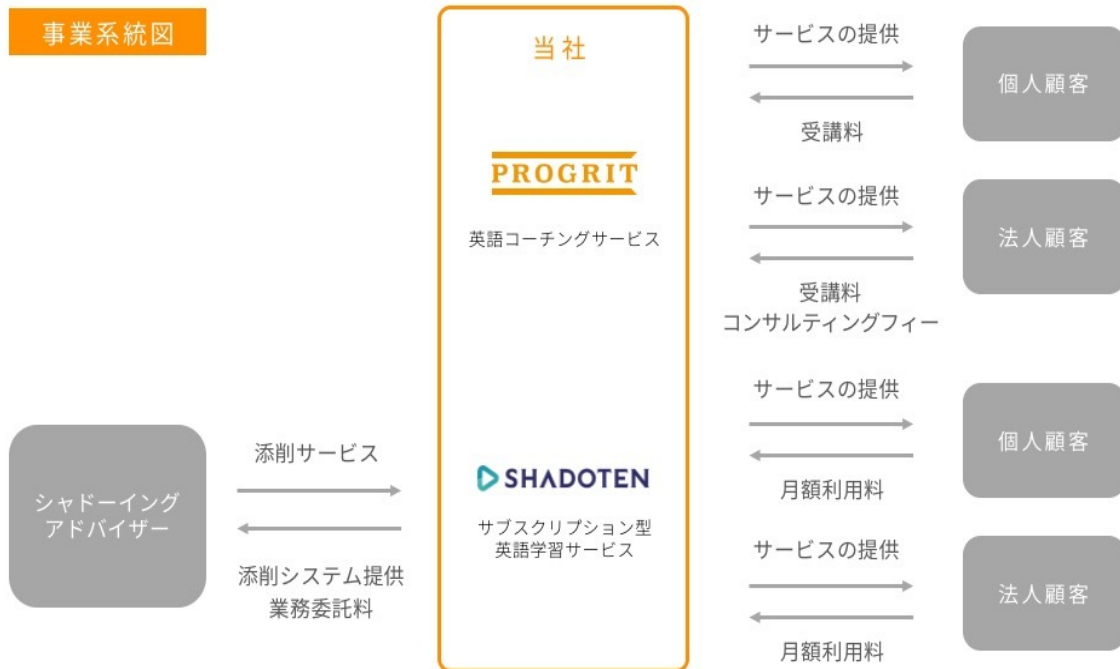 事業系統図
当社
PROGRIT
英語コーチングサービス
サービスの提供
受講料
個人顧客
サービスの提供
受講料
コンサルティングフィー
法人顧客
シャドーイング
アドバイザー
添削サービス
添削システム提供
業務委託料
SHADOTEN
サブスクリプション型
英語学習サービス
サービスの提供
月額利用料
個人顧客
サービスの提供
月額利用料
法人顧客